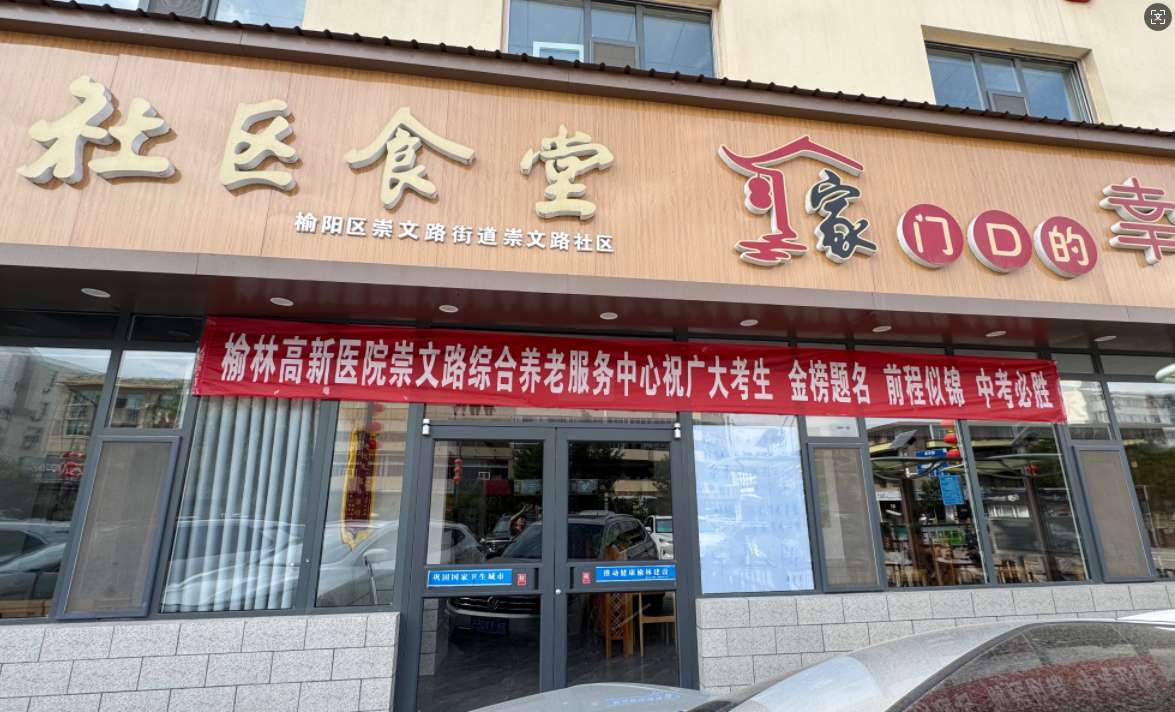 社区食堂
榆阳区崇文路街道崇文路社区
家门口的幸
榆林高新医院崇文路综合养老服务中心祝广大考生 金榜题名 前程似锦 中考必胜
巩固国家卫生城市
推动健康榆林建设